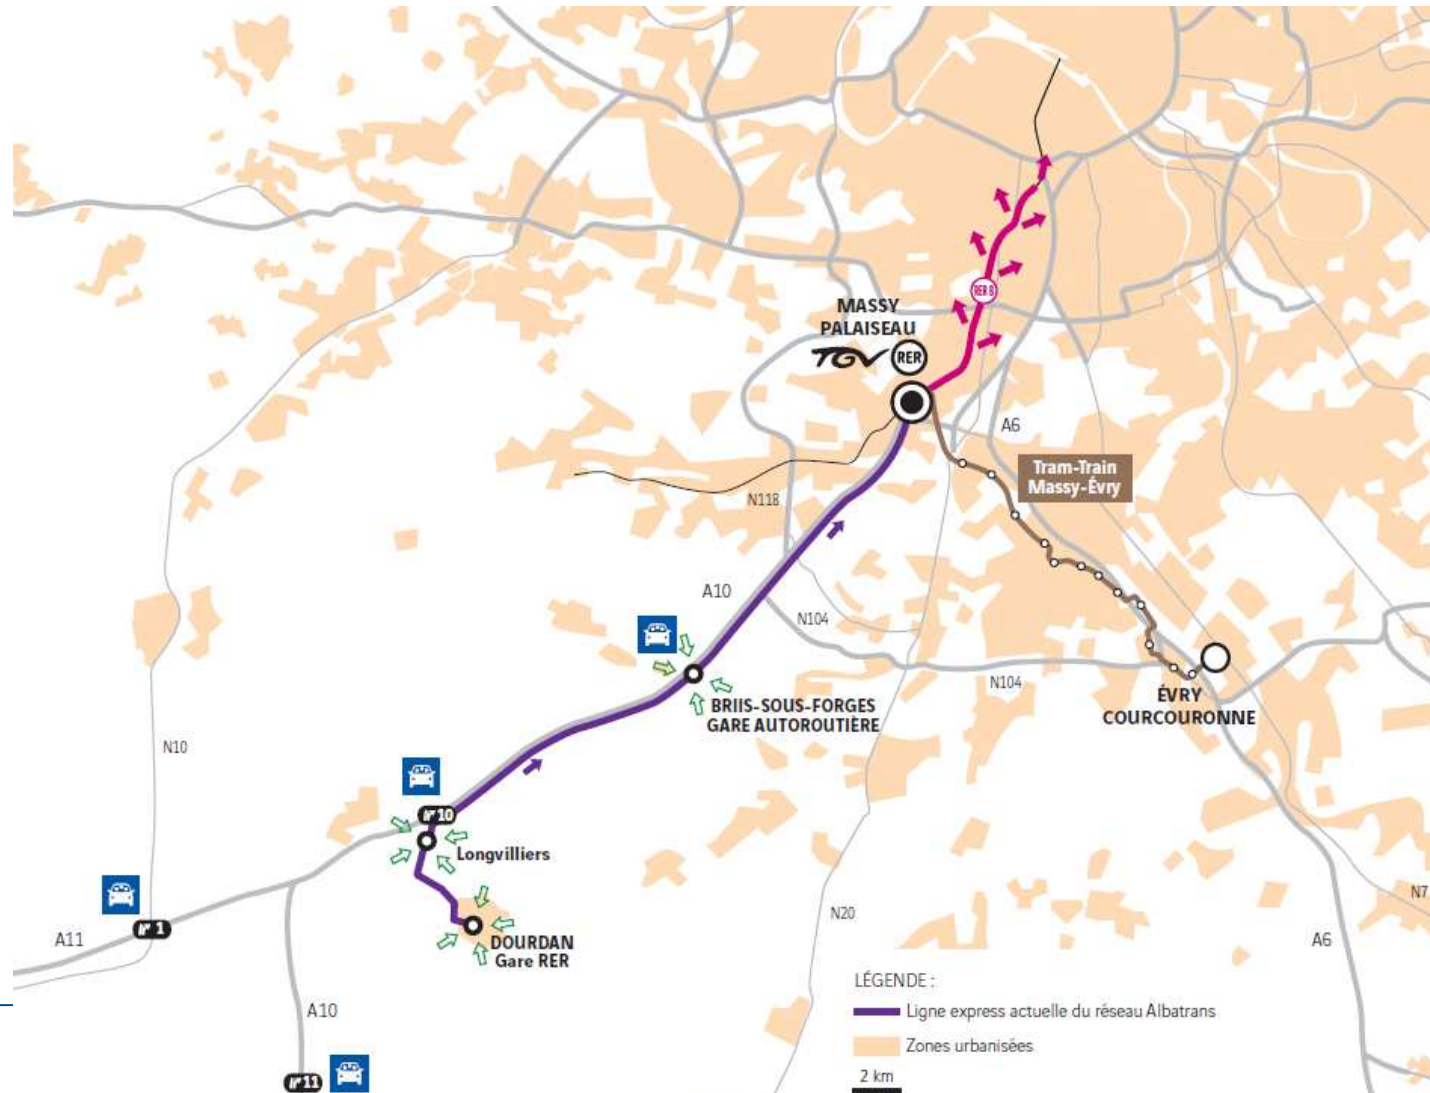 RER B
MASSY
PALAISEAU
TGV RER
A6
Tram-Train
Massy-Évry
N118
A10
N104
BRIIS-SOUS-FORGES
GARE AUTOROUTIÈRE
N104
ÉVRY
COURCOURONNE
N10
10
Longvilliers
1
A11
DOURDAN
Gare RER
N20
N7
A6
A10
11
LÉGENDE :
Ligne express actuelle du réseau Albatrans
Zones urbanisées
2 km